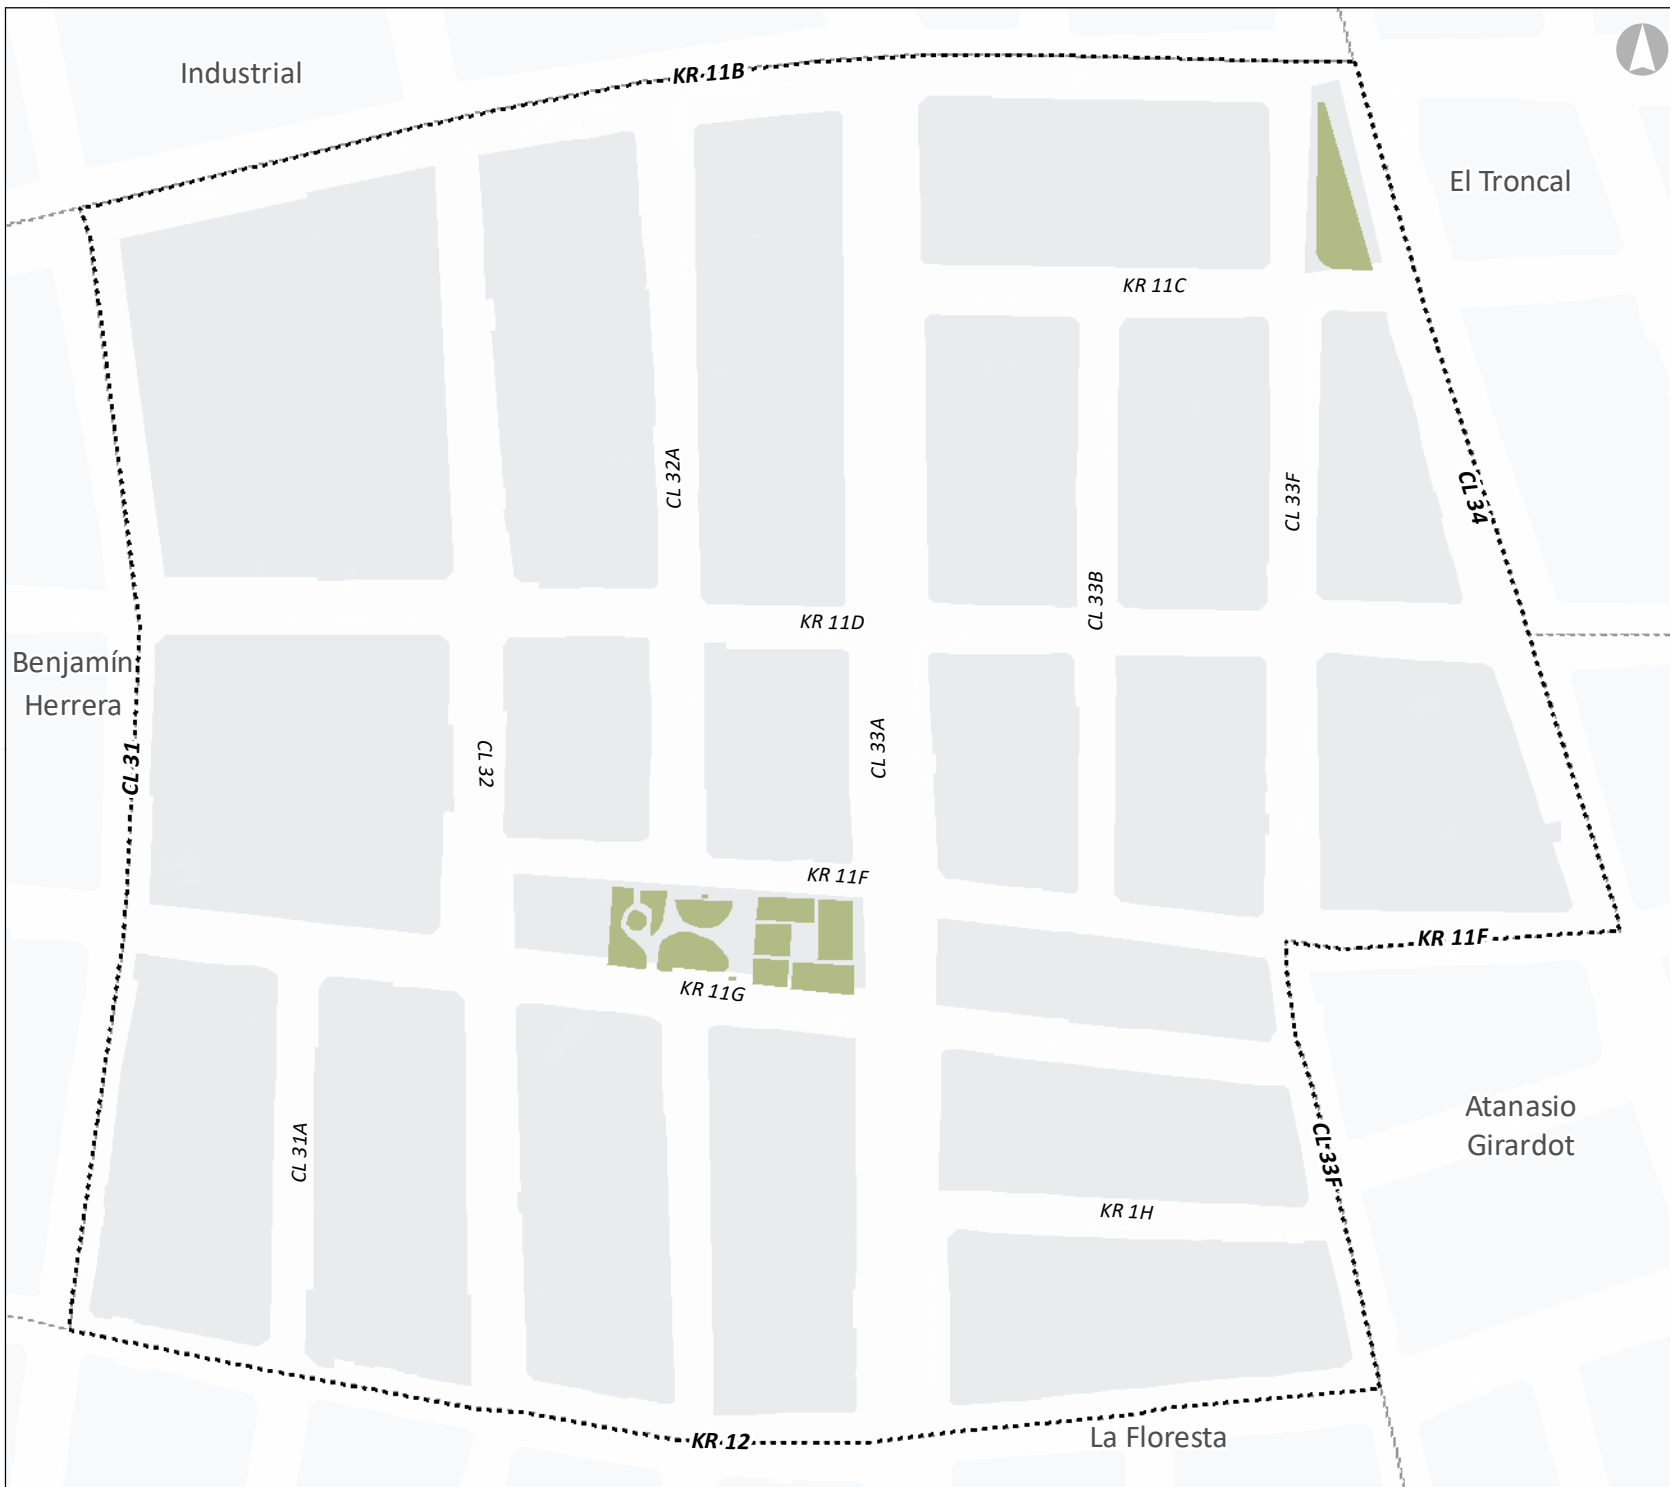 KR 11B
Industrial
El Troncal
KR 11C
CL 32A
CL 33F
CL 34
CL 33B
KR 11D
Benjamín
Herrera
CL 31
CL 32
CL 33A
KR 11F
KR 11F
KR 11G
Atanasio
Girardot
CL 31A
CL 33F
KR 1H
KR 12
La Floresta